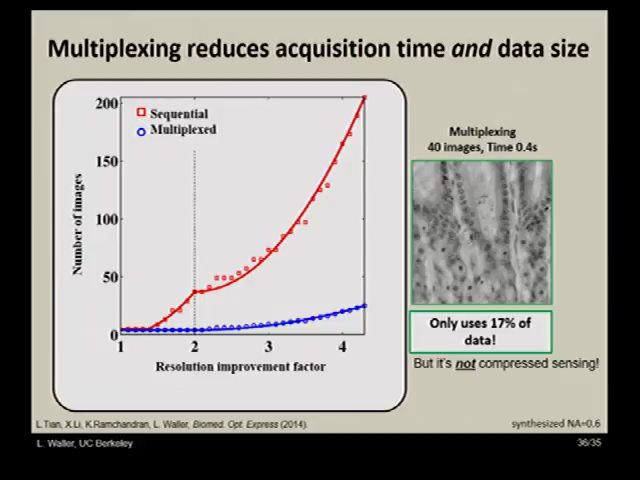 Multiplexing reduces acquisition time and data size
200
150
100
50
0
Number of images
Sequential
Multiplexed
1
2
3
4
Resolution improvement factor
Multiplexing
40 images, Time 0.4s
Only uses 17% of
data!
But it's not compressed sensing!
L.Tian, X.Li, K.Ramchandran, L. Waller, Biomed. Opt. Express (2014).
synthesized NA=0.6
L. Waller, UC Berkeley
36/35